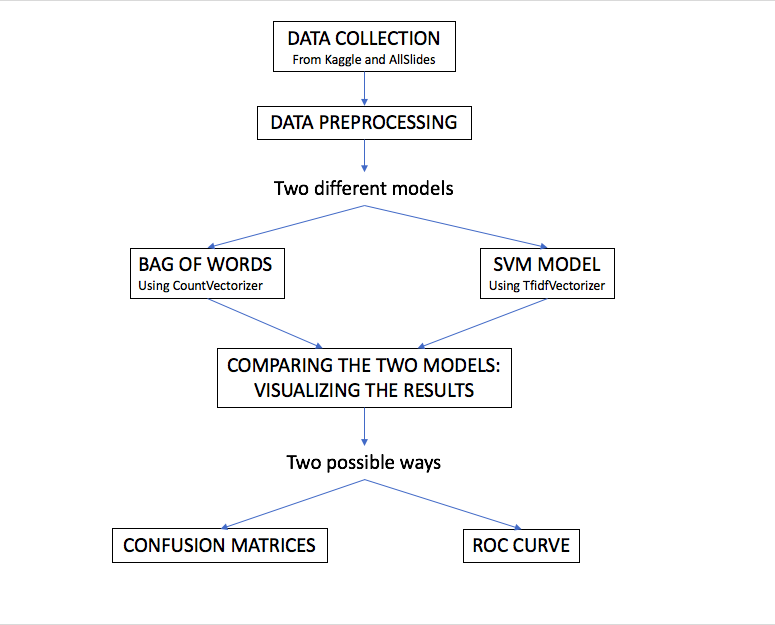 DATA COLLECTION
From Kaggle and AllSlides
DATA PREPROCESSING
Two different models
BAG OF WORDS
Using CountVectorizer
SVM MODEL
Using TfidfVectorizer
COMPARING THE TWO MODELS:
VISUALIZING THE RESULTS
Two possible ways
CONFUSION MATRICES
ROC CURVE